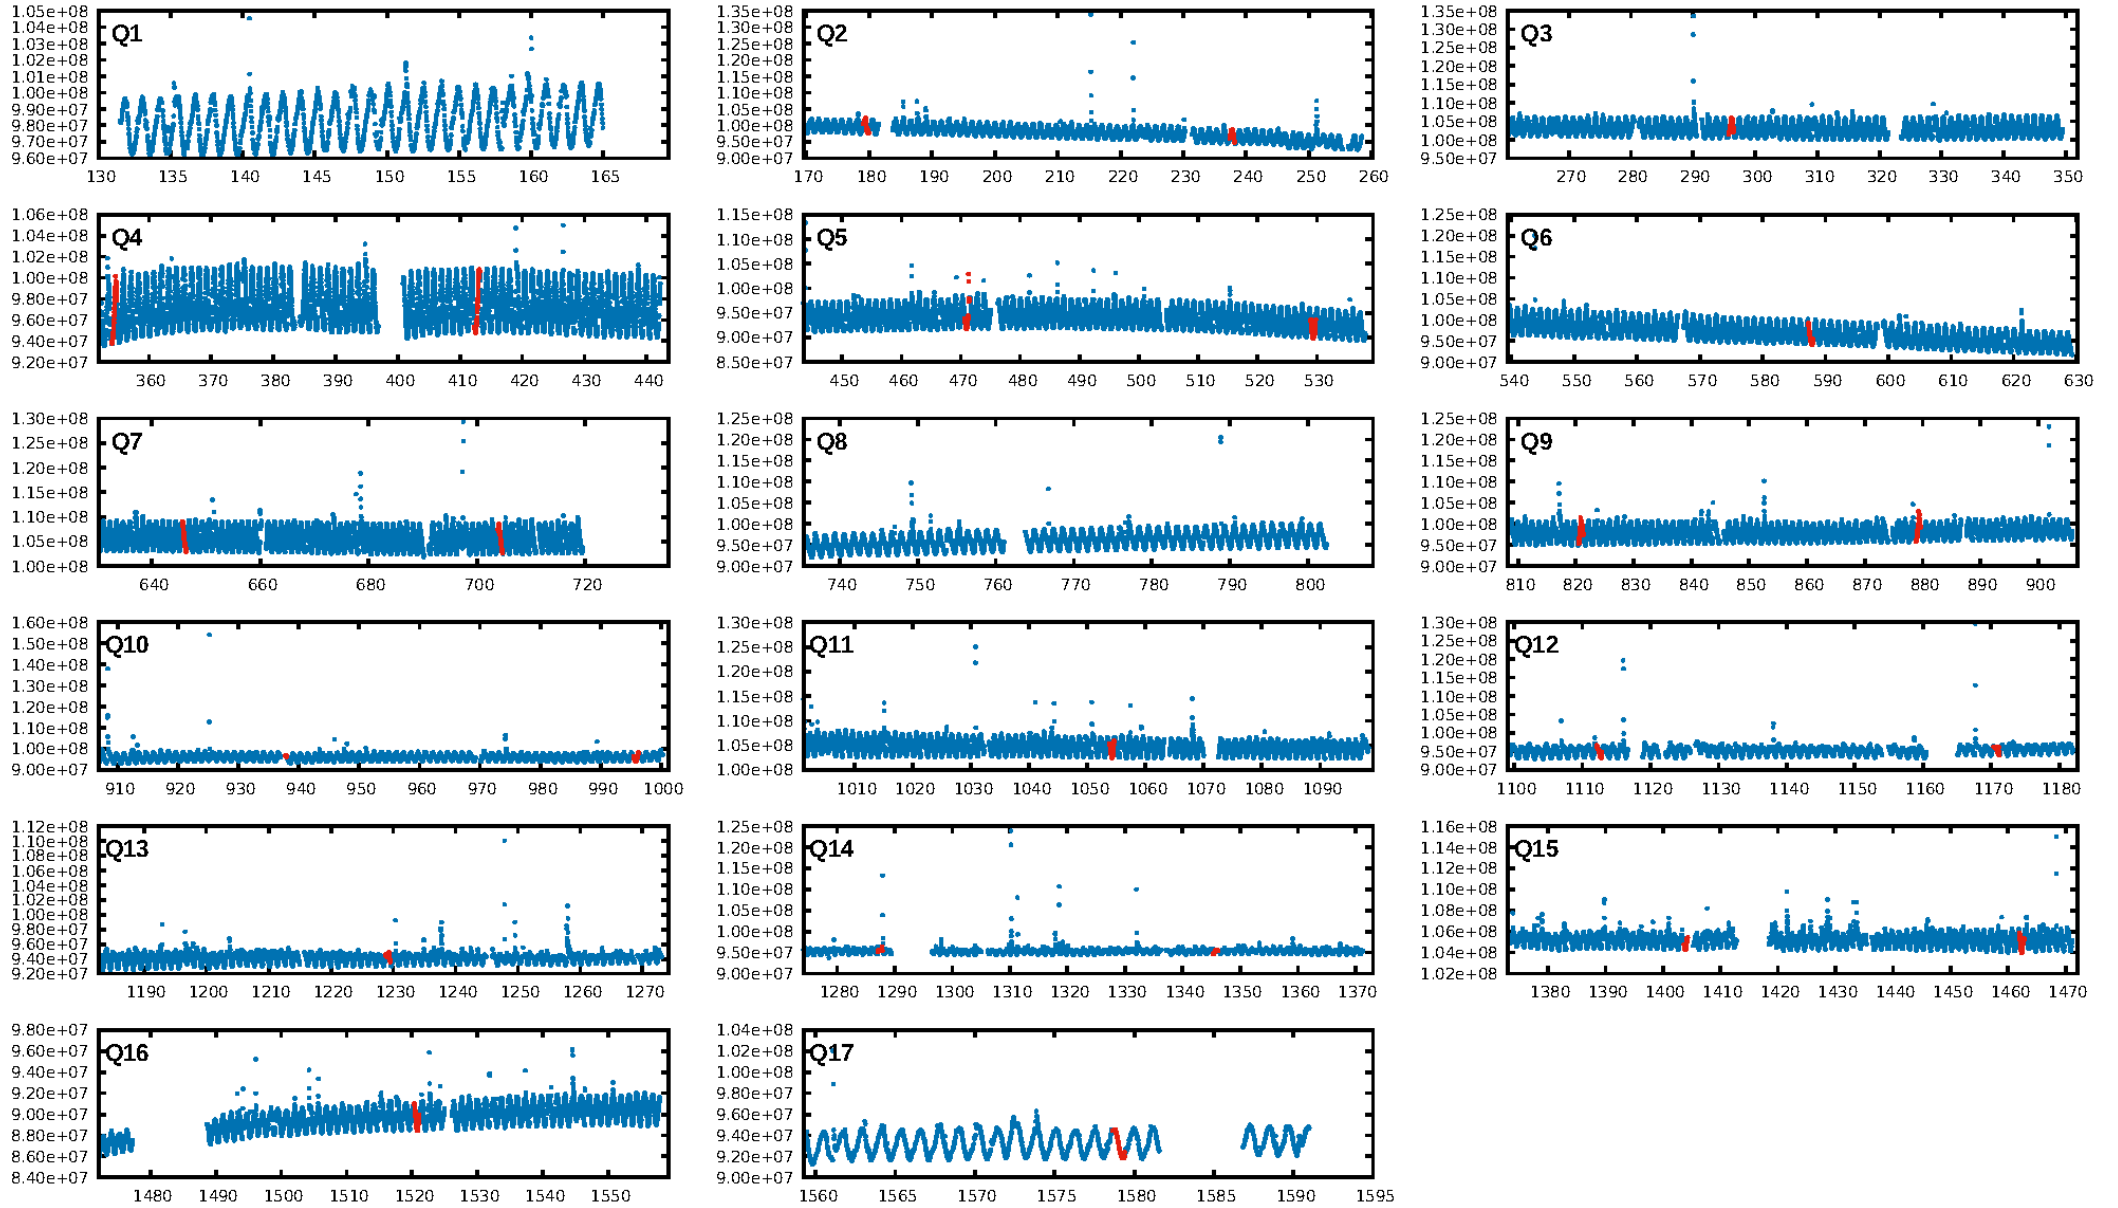 1.05e+08
1.04e+08
1.03e+08
1.02e+08
1.01e+08
1.00e+08
9.90e+07
9.80e+07
9.70e+07
9.60e+07
Q1
130 135 140 145 150 155 160 165
1.35e+08
1.30e+08
1.25e+08
1.20e+08
1.15e+08
1.10e+08
1.05e+08
1.00e+08
9.50e+07
9.00e+07
Q2
170 180 190 200 210 220 230 240 250 260
1.35e+08
1.30e+08
1.25e+08
1.20e+08
1.15e+08
1.10e+08
1.05e+08
1.00e+08
9.50e+07
Q3
270 280 290 300 310 320 330 340 350
1.06e+08
1.04e+08
1.02e+08
1.00e+08
9.80e+07
9.60e+07
9.40e+07
9.20e+07
Q4
360 370 380 390 400 410 420 430 440
1.15e+08
1.10e+08
1.05e+08
1.00e+08
9.50e+07
9.00e+07
8.50e+07
Q5
450 460 470 480 490 500 510 520 530
1.25e+08
1.20e+08
1.15e+08
1.10e+08
1.05e+08
1.00e+08
9.50e+07
9.00e+07
Q6
540 550 560 570 580 590 600 610 620 630
1.30e+08
1.25e+08
1.20e+08
1.15e+08
1.10e+08
1.05e+08
1.00e+08
Q7
640 660 680 700 720
1.25e+08
1.20e+08
1.15e+08
1.10e+08
1.05e+08
1.00e+08
9.50e+07
9.00e+07
Q8
740 750 760 770 780 790 800
1.25e+08
1.20e+08
1.15e+08
1.10e+08
1.05e+08
1.00e+08
9.50e+07
9.00e+07
Q9
810 820 830 840 850 860 870 880 890 900
1.60e+08
1.50e+08
1.40e+08
1.30e+08
1.20e+08
1.10e+08
1.00e+08
9.00e+07
Q10
910 920 930 940 950 960 970 980 990 1000
1.30e+08
1.25e+08
1.20e+08
1.15e+08
1.10e+08
1.05e+08
1.00e+08
Q11
1010 1020 1030 1040 1050 1060 1070 1080 1090
1.30e+08
1.25e+08
1.20e+08
1.15e+08
1.10e+08
1.05e+08
1.00e+08
9.50e+07
9.00e+07
Q12
1100 1110 1120 1130 1140 1150 1160 1170 1180
1.12e+08
1.10e+08
1.08e+08
1.06e+08
1.04e+08
1.02e+08
1.00e+08
9.80e+07
9.60e+07
9.40e+07
9.20e+07
Q13
1190 1200 1210 1220 1230 1240 1250 1260 1270
1.25e+08
1.20e+08
1.15e+08
1.10e+08
1.05e+08
1.00e+08
9.50e+07
9.00e+07
Q14
1280 1290 1300 1310 1320 1330 1340 1350 1360 1370
1.16e+08
1.14e+08
1.12e+08
1.10e+08
1.08e+08
1.06e+08
1.04e+08
1.02e+08
Q15
1380 1390 1400 1410 1420 1430 1440 1450 1460 1470
9.80e+07
9.60e+07
9.40e+07
9.20e+07
9.00e+07
8.80e+07
8.60e+07
8.40e+07
Q16
1480 1490 1500 1510 1520 1530 1540 1550
1.04e+08
1.02e+08
1.00e+08
9.80e+07
9.60e+07
9.40e+07
9.20e+07
9.00e+07
Q17
1560 1565 1570 1575 1580 1585 1590 1595